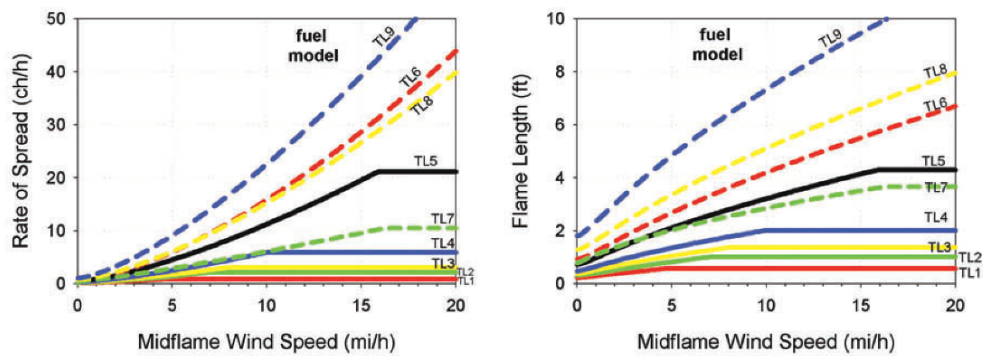 50
40
30
20
10
0
0
5
10
15
20
Rate of Spread (ch/h)
Midflame Wind Speed (mi/h)
fuel
model
TL9
TL6
TL8
TL5
TL7
TL4
TL3
TL2
TL1
10
8
6
4
2
0
0
5
10
15
20
Flame Length (ft)
Midflame Wind Speed (mi/h)
fuel
model
TL9
TL8
TL6
TL5
TL7
TL4
TL3
TL2
TL1